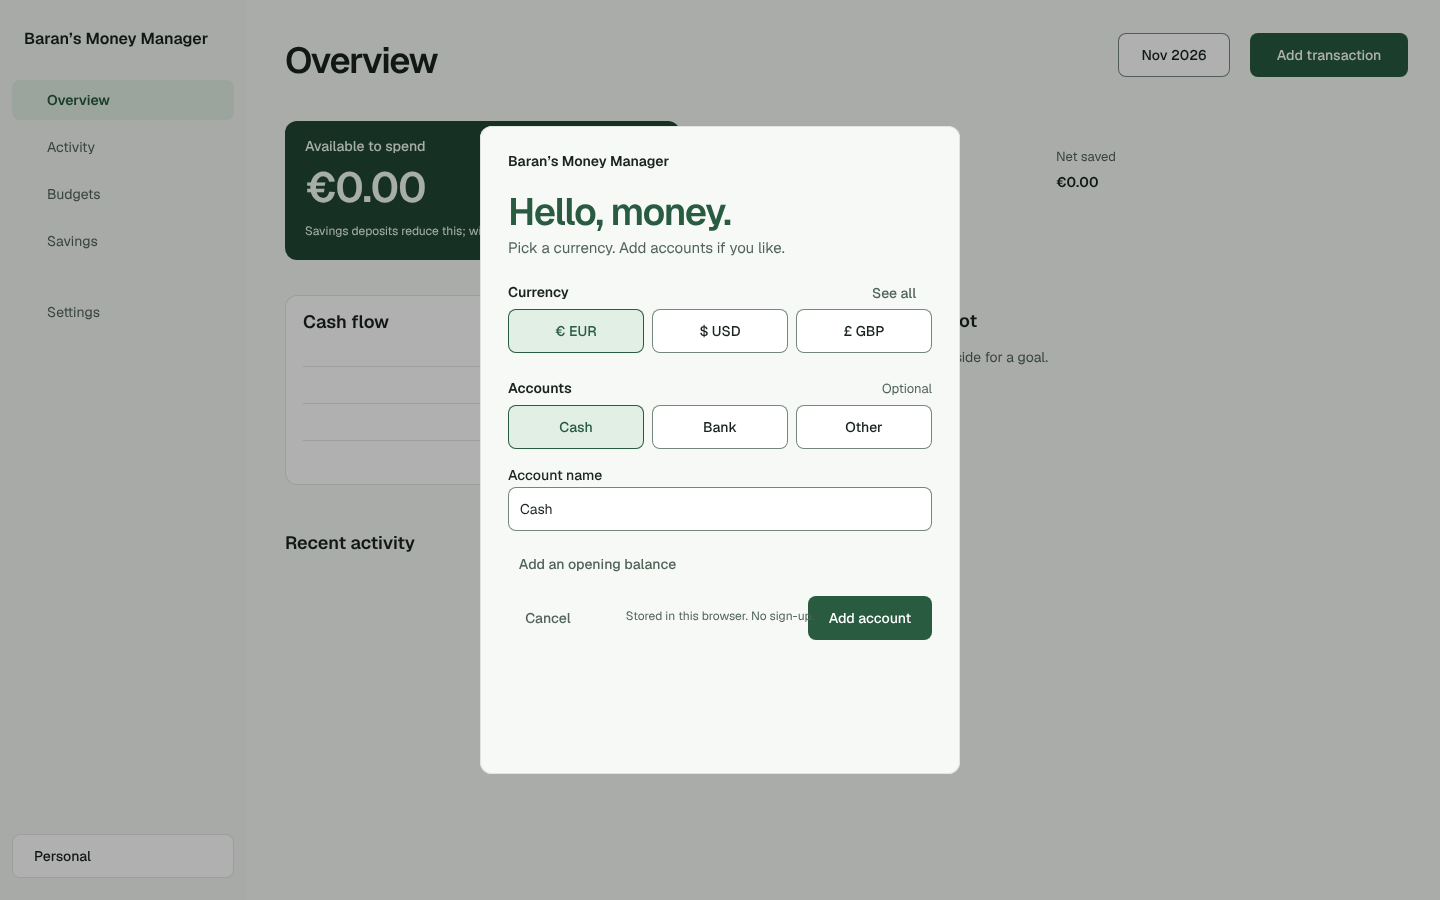 Baran’s Money Manager
Overview
Activity
Budgets
Savings
Settings
Personal
Overview
Nov 2026
Add transaction
Available to spend
€0.00
Savings deposits reduce this;
Net saved
€0.00
Cash flow
for a goal.
Recent activity
Baran’s Money Manager
Hello, money.
Pick a currency. Add accounts if you like.
Currency
See all
€ EUR
$ USD
£ GBP
Accounts
Optional
Cash
Bank
Other
Account name
Cash
Add an opening balance
Cancel
Stored in this browser. No sign-up
Add account